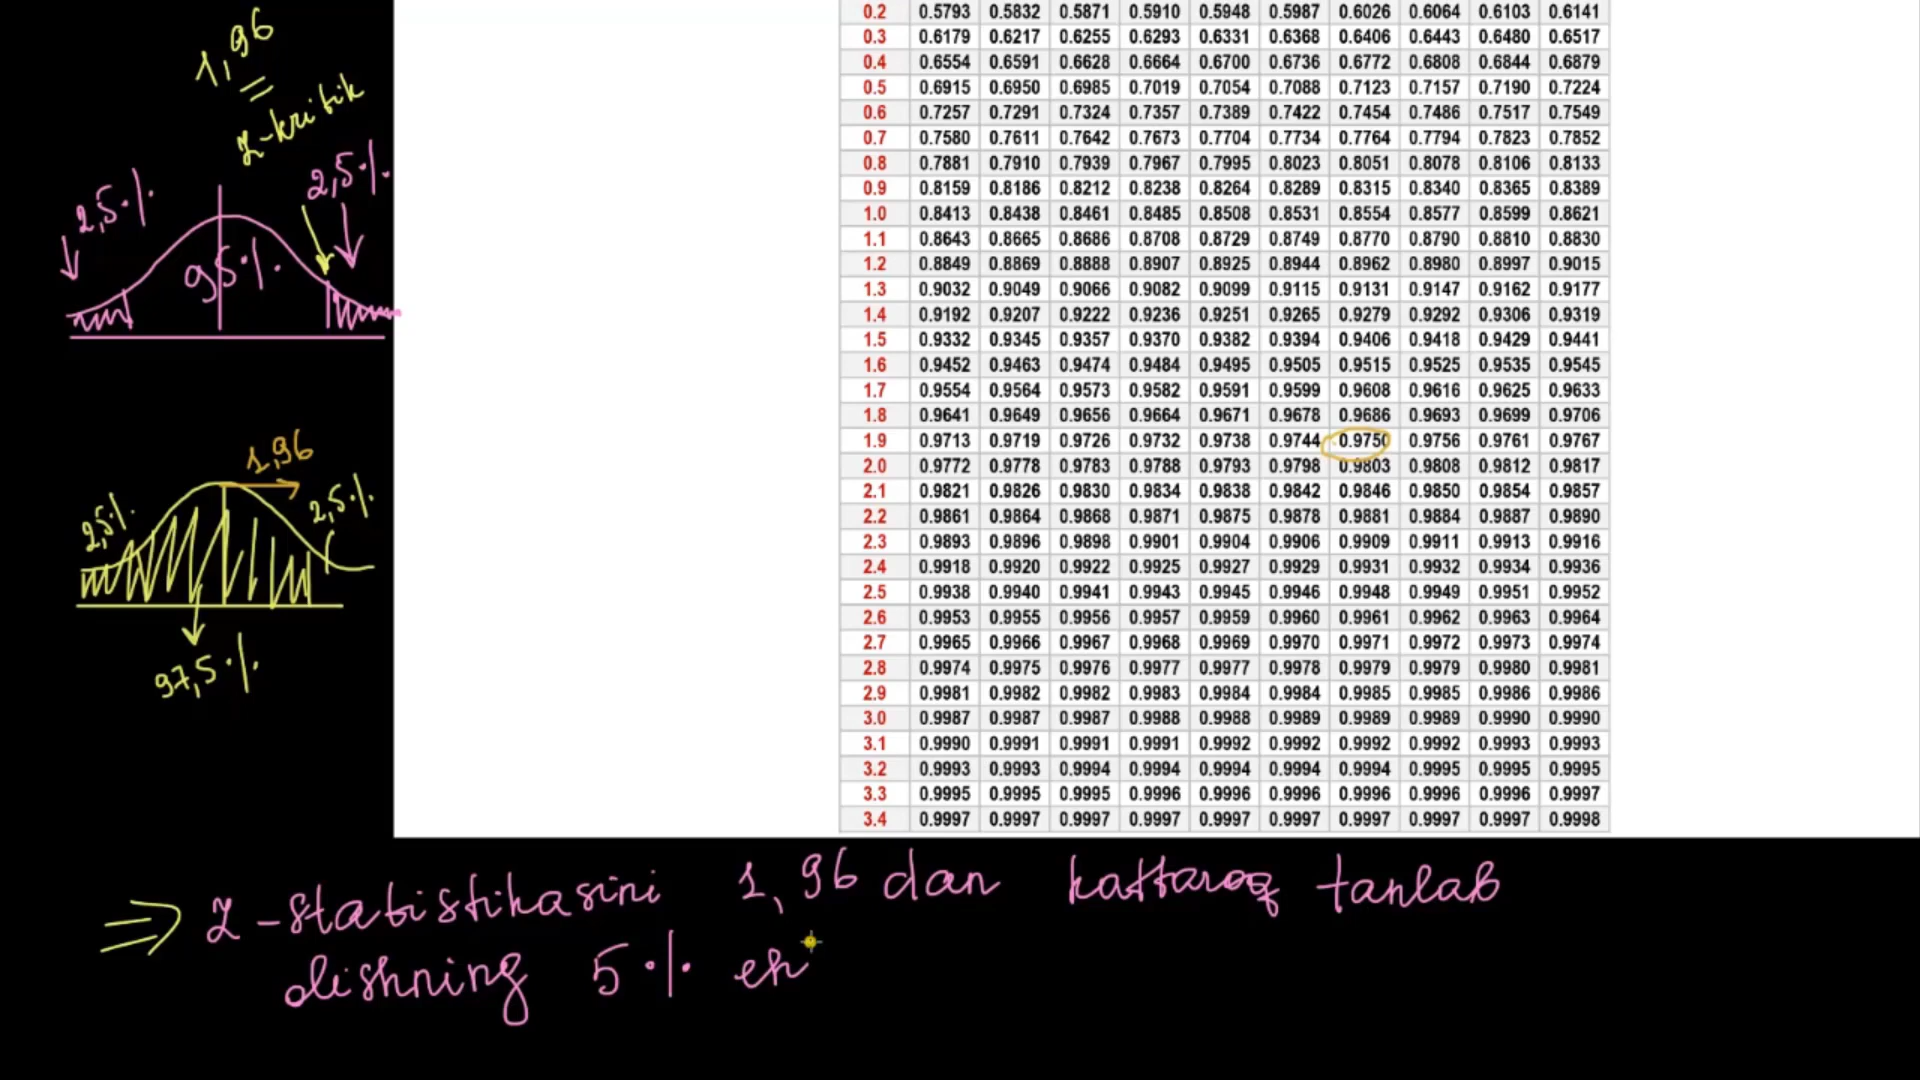 1,96
z-kritik
2,5%
2,5%
95%
1,96
2,5%
2,5%
97,5%
0.2 0.5793 0.5832 0.5871 0.5910 0.5948 0.5987 0.6026 0.6064 0.6103 0.6141
0.3 0.6179 0.6217 0.6255 0.6293 0.6331 0.6368 0.6406 0.6443 0.6480 0.6517
0.4 0.6554 0.6591 0.6628 0.6664 0.6700 0.6736 0.6772 0.6808 0.6844 0.6879
0.5 0.6915 0.6950 0.6985 0.7019 0.7054 0.7088 0.7123 0.7157 0.7190 0.7224
0.6 0.7257 0.7291 0.7324 0.7357 0.7389 0.7422 0.7454 0.7486 0.7517 0.7549
0.7 0.7580 0.7611 0.7642 0.7673 0.7704 0.7734 0.7764 0.7794 0.7823 0.7852
0.8 0.7881 0.7910 0.7939 0.7967 0.7995 0.8023 0.8051 0.8078 0.8106 0.8133
0.9 0.8159 0.8186 0.8212 0.8238 0.8264 0.8289 0.8315 0.8340 0.8365 0.8389
1.0 0.8413 0.8438 0.8461 0.8485 0.8508 0.8531 0.8554 0.8577 0.8599 0.8621
1.1 0.8643 0.8665 0.8686 0.8708 0.8729 0.8749 0.8770 0.8790 0.8810 0.8830
1.2 0.8849 0.8869 0.8888 0.8907 0.8925 0.8944 0.8962 0.8980 0.8997 0.9015
1.3 0.9032 0.9049 0.9066 0.9082 0.9099 0.9115 0.9131 0.9147 0.9162 0.9177
1.4 0.9192 0.9207 0.9222 0.9236 0.9251 0.9265 0.9279 0.9292 0.9306 0.9319
1.5 0.9332 0.9345 0.9357 0.9370 0.9382 0.9394 0.9406 0.9418 0.9429 0.9441
1.6 0.9452 0.9463 0.9474 0.9484 0.9495 0.9505 0.9515 0.9525 0.9535 0.9545
1.7 0.9554 0.9564 0.9573 0.9582 0.9591 0.9599 0.9608 0.9616 0.9625 0.9633
1.8 0.9641 0.9649 0.9656 0.9664 0.9671 0.9678 0.9686 0.9693 0.9699 0.9706
1.9 0.9713 0.9719 0.9726 0.9732 0.9738 0.9744 0.9750 0.9756 0.9761 0.9767
2.0 0.9772 0.9778 0.9783 0.9788 0.9793 0.9798 0.9803 0.9808 0.9812 0.9817
2.1 0.9821 0.9826 0.9830 0.9834 0.9838 0.9842 0.9846 0.9850 0.9854 0.9857
2.2 0.9861 0.9864 0.9868 0.9871 0.9875 0.9878 0.9881 0.9884 0.9887 0.9890
2.3 0.9893 0.9896 0.9898 0.9901 0.9904 0.9906 0.9909 0.9911 0.9913 0.9916
2.4 0.9918 0.9920 0.9922 0.9925 0.9927 0.9929 0.9931 0.9932 0.9934 0.9936
2.5 0.9938 0.9940 0.9941 0.9943 0.9945 0.9946 0.9948 0.9949 0.9951 0.9952
2.6 0.9953 0.9955 0.9956 0.9957 0.9959 0.9960 0.9961 0.9962 0.9963 0.9964
2.7 0.9965 0.9966 0.9967 0.9968 0.9969 0.9970 0.9971 0.9972 0.9973 0.9974
2.8 0.9974 0.9975 0.9976 0.9977 0.9977 0.9978 0.9979 0.9979 0.9980 0.9981
2.9 0.9981 0.9982 0.9982 0.9983 0.9984 0.9984 0.9985 0.9985 0.9986 0.9986
3.0 0.9987 0.9987 0.9987 0.9988 0.9988 0.9989 0.9989 0.9989 0.9990 0.9990
3.1 0.9990 0.9991 0.9991 0.9991 0.9992 0.9992 0.9992 0.9992 0.9993 0.9993
3.2 0.9993 0.9993 0.9994 0.9994 0.9994 0.9994 0.9994 0.9995 0.9995 0.9995
3.3 0.9995 0.9995 0.9995 0.9996 0.9996 0.9996 0.9996 0.9996 0.9996 0.9997
3.4 0.9997 0.9997 0.9997 0.9997 0.9997 0.9997 0.9997 0.9997 0.9997 0.9998
⇒ z-statistikasini 1,96 dan kattaroq tanlab
olishning 5% eh